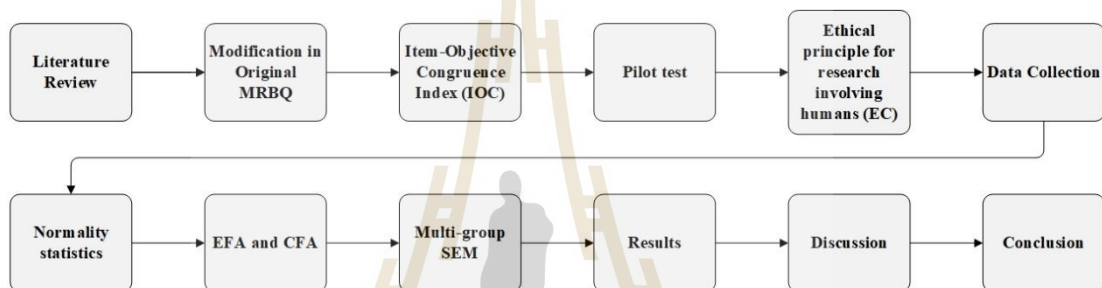 Literature
Review
Modification in
Original
MRBQ
Item-Objective
Congruence
Index (IOC)
Pilot test
Ethical
principle for
research
involving
humans (EC)
Data Collection
Normality
statistics
EFA and CFA
Multi-group
SEM
Results
Discussion
Conclusion